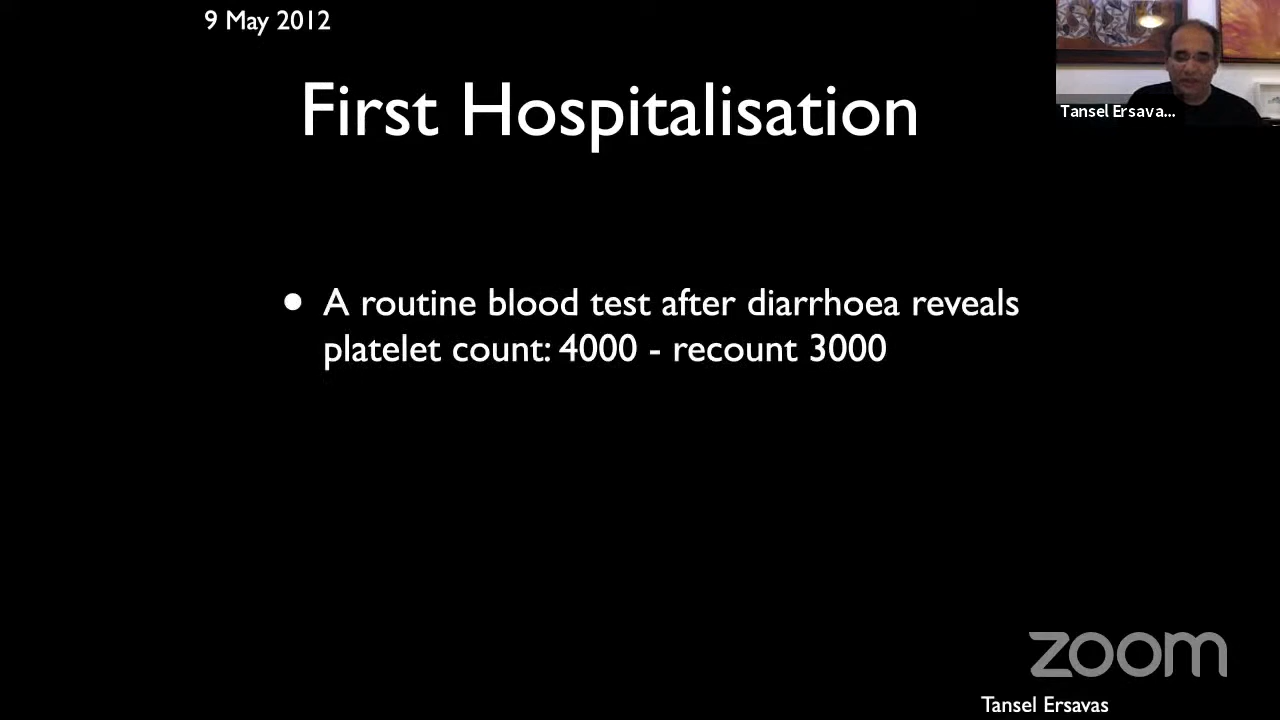 9 May 2012
Tansel Ersava...
First Hospitalisation
• A routine blood test after diarrhoea reveals
platelet count: 4000 - recount 3000
zoom
Tansel Ersavas